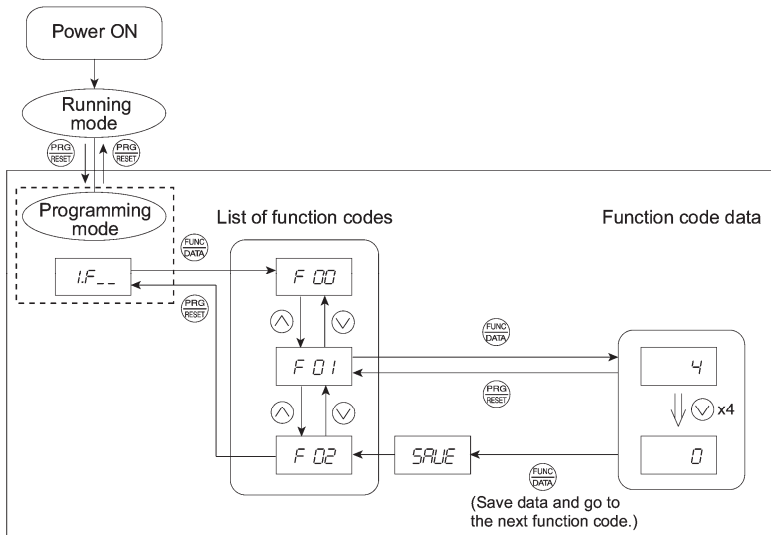 Power ON
Running
mode
PRG
RESET
PRG
RESET
Programming
mode
1.F__
FUNC
DATA
PRG
RESET
List of function codes
F 00
F 01
F 02
FUNC
DATA
PRG
RESET
SAVE
FUNC
DATA
(Save data and go to
the next function code.)
Function code data
4
x4
0